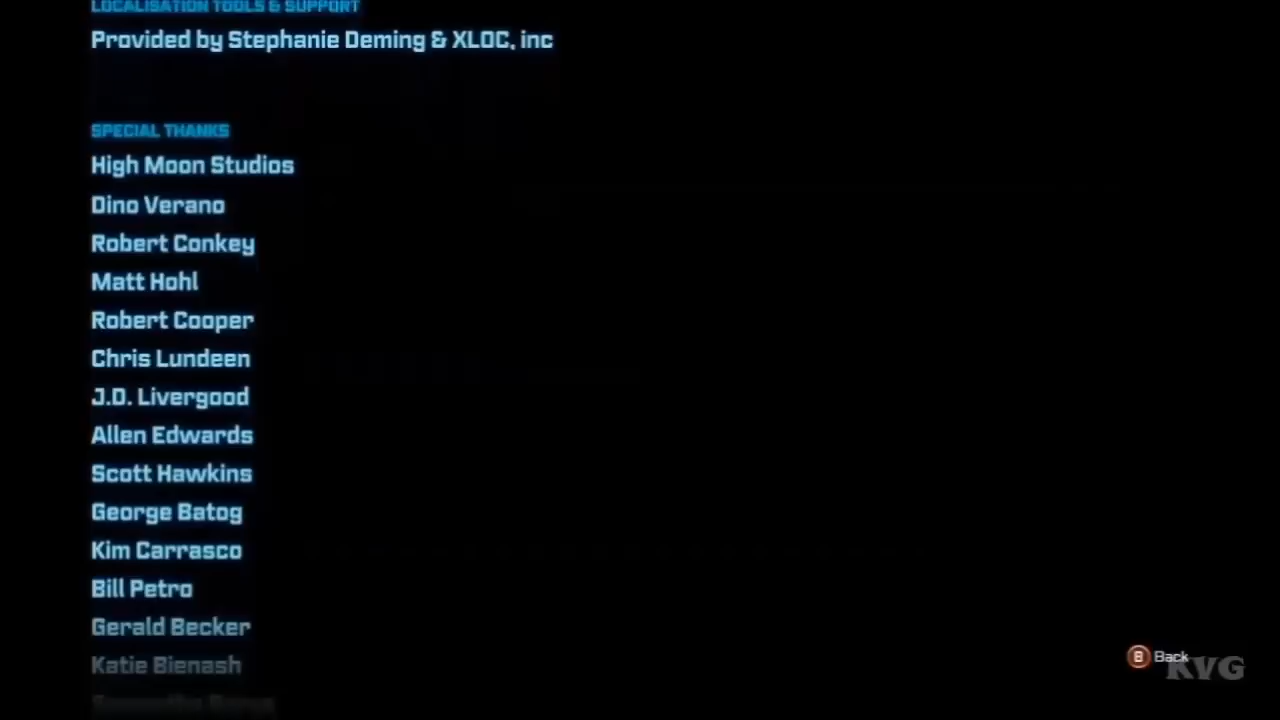 LOCALISATION TOOLS & SUPPORT
Provided by Stephanie Deming & XLOC, inc
SPECIAL THANKS
High Moon Studios
Dino Verano
Robert Conkey
Matt Hohl
Robert Cooper
Chris Lundeen
J.D. Livergood
Allen Edwards
Scott Hawkins
George Batog
Kim Carrasco
Bill Petro
Gerald Becker
Katie Bienash
B Back
KVG